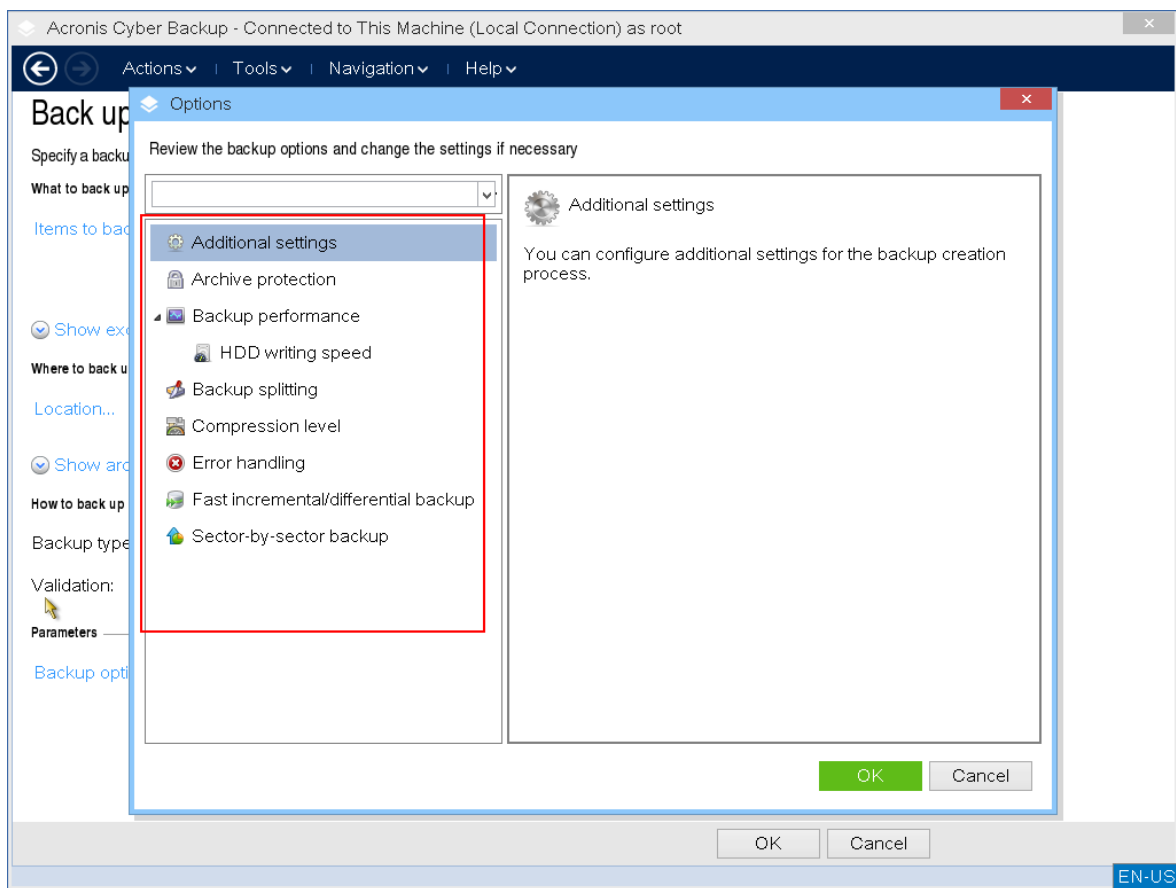 Acronis Cyber Backup - Connected to This Machine (Local Connection) as root
Actions Tools Navigation Help
Back up
Options
Specify a backu
Review the backup options and change the settings if necessary
What to back up
Items to bac
Additional settings
Archive protection
Backup performance
HDD writing speed
Backup splitting
Compression level
Error handling
Fast incremental/differential backup
Sector-by-sector backup
Additional settings
You can configure additional settings for the backup creation
process.
Show exc
Where to back u
Location...
Show arc
How to back up
Backup type
Validation:
Parameters
Backup opti
OK Cancel
OK Cancel
EN-US